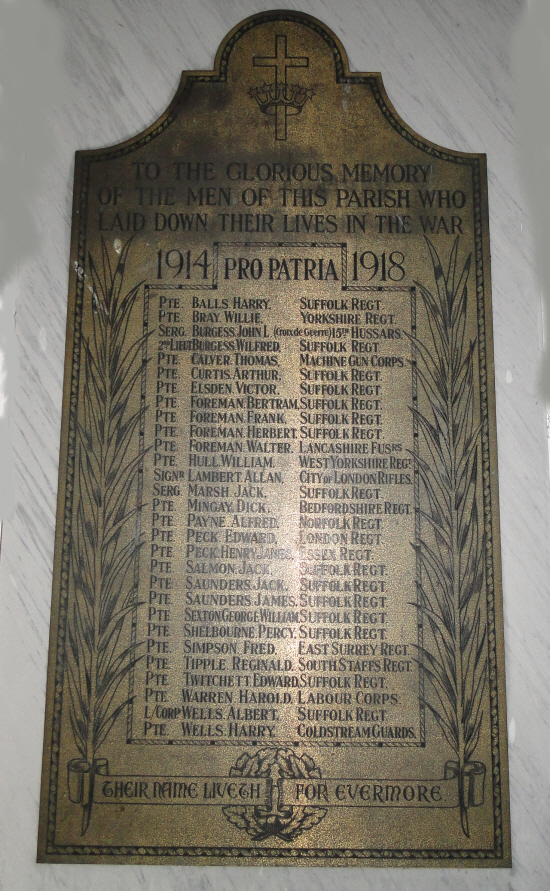 TO THE GLORIOUS MEMORY
OF THE MEN OF THIS PARISH WHO
LAID DOWN THEIR LIVES IN THE WAR
1914 PRO PATRIA 1918
PTE. BALLS. HARRY. SUFFOLK REGT.
PTE. BRAY. WILLIE. YORKSHIRE REGT.
SERG. BURGESS. JOHN L (Croix de Guerre) 15TH HUSSARS.
2ND LIEUT BURGESS. WILFRED. SUFFOLK REGT
PTE. CALVER. THOMAS. MACHINE GUN CORPS.
PTE. CURTIS. ARTHUR. SUFFOLK REGT.
PTE. ELSDEN. VICTOR. SUFFOLK REGT.
PTE. FOREMAN. BERTRAM. SUFFOLK REGT.
PTE. FOREMAN. FRANK. SUFFOLK REGT.
PTE. FOREMAN. HERBERT. SUFFOLK REGT.
PTE. FOREMAN. WALTER. LANCASHIRE FUSRS
PTE. HULL. WILLIAM. WEST YORKSHIRE REGT
SIGNR LAMBERT. ALLAN. CITY OF LONDON RIFLES.
SERG. MARSH. JACK. SUFFOLK REGT.
PTE. MINGAY. DICK. BEDFORDSHIRE REGT.
PTE. PAYNE. ALFRED. NORFOLK REGT.
PTE. PECK. EDWARD. LONDON REGT.
PTE. PECK. HENRY JAMES. ESSEX REGT.
PTE. SALMON. JACK. SUFFOLK REGT.
PTE. SAUNDERS. JACK. SUFFOLK REGT
PTE. SAUNDERS. JAMES. SUFFOLK REGT
PTE. SEXTON GEORGE WILLIAM. SUFFOLK REGT.
PTE. SHELBOURNE. PERCY. SUFFOLK REGT.
PTE. SIMPSON. FRED. EAST SURREY REGT.
PTE. TIPPLE. REGINALD. SOUTH STAFFS REGT.
PTE. TWITCHETT. EDWARD. SUFFOLK REGT.
PTE. WARREN. HAROLD. LABOUR CORPS.
L/CORP WELLS. ALBERT. SUFFOLK REGT.
PTE. WELLS. HARRY. COLDSTREAM GUARDS.
THEIR NAME LIVETH FOR EVERMORE